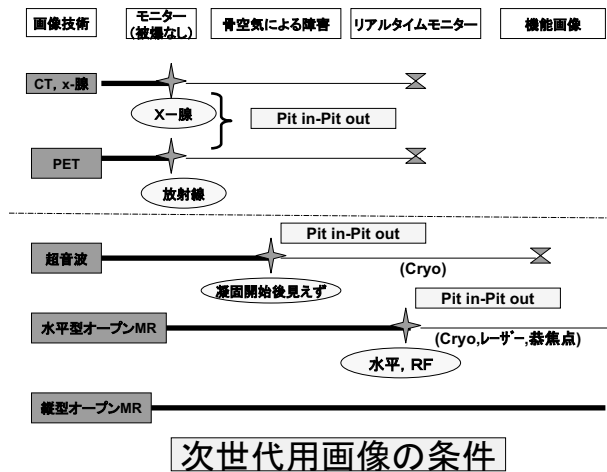 画像技術
モニター
(被爆なし)
骨空気による障害
リアルタイムモニター
機能画像
CT, x-腺
X－腺
Pit in-Pit out
PET
放射線
Pit in-Pit out
超音波
(Cryo)
凝固開始後見えず
Pit in-Pit out
水平型オープンMR
(Cryo,レーザー,恭焦点)
水平, RF
縦型オープンMR
次世代用画像の条件